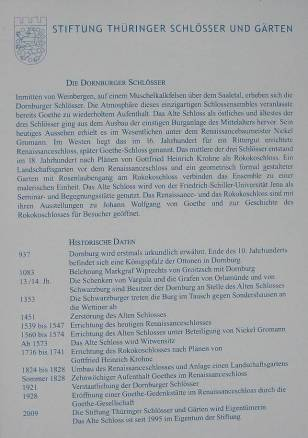 STIFTUNG THÜRINGER SCHLÖSSER UND GÄRTEN
DIE DORNBURGER SCHLÖSSER
Inmitten von Weinbergen, auf einem Muschelkalkfelsen über dem Saaletal, erheben sich die
Dornburger Schlösser. Die Atmosphäre dieses einzigartigen Schlossensembles veranlasste
bereits Goethe zu wiederholtem Aufenthalt. Das Alte Schloss als östliches und ältestes der
drei Schlösser ging aus dem Ausbau der einstigen Burganlage des Mittelalters hervor. Sein
heutiges Aussehen erhielt es im Wesentlichen unter dem Renaissancebaumeister Nickel
Gromann. Im Westen liegt das im 16. Jahrhundert für ein Rittergut errichtete
Renaissanceschloss, später Goethe-Schloss genannt. Das mittlere der drei Schlösser entstand
im 18. Jahrhundert nach Plänen von Gottfried Heinrich Krohne als Rokokoschloss. Ein
Landschaftsgarten vor dem Renaissanceschloss und ein geometrisch formal gestalteter
Garten mit Rosenlaubengang am Rokokoschloss verbinden das Ensemble zu einer
malerischen Einheit. Das Alte Schloss wird von der Friedrich-Schiller-Universität Jena als
Seminar- und Begegnungsstätte genutzt. Das Renaissance- und das Rokokoschloss sind mit
ihren Ausstellungen zu Johann Wolfgang von Goethe und zur Geschichte des
Rokokoschlosses für Besucher geöffnet.
HISTORISCHE DATEN
937 Dornburg wird erstmals urkundlich erwähnt. Ende des 10. Jahrhunderts
befindet sich eine Königspfalz der Ottonen in Dornburg
1083 Belehnung Markgraf Wiprechts von Groitzsch mit Dornburg
13./14. Jh. Die Schenken von Vargula und die Grafen von Orlamünde und von
Schwarzburg sind Besitzer der Dornburg an Stelle des Alten Schlosses
1353 Die Schwarzburger treten die Burg im Tausch gegen Sondershausen an
die Wettiner ab
1451 Zerstörung des Alten Schlosses
1539 bis 1547 Errichtung des heutigen Renaissanceschlosses
1560 bis 1574 Errichtung des Alten Schlosses unter Beteiligung von Nickel Gromann
Ab 1573 Das Alte Schloss wird Witwensitz
1736 bis 1741 Errichtung des Rokokoschlosses nach Plänen von
Gottfried Heinrich Krohne
1824 bis 1828 Umbau des Renaissanceschlosses und Anlage eines Landschaftsgartens
Sommer 1828 Zehnwöchiger Aufenthalt Goethes im Renaissanceschloss
1921 Verstaatlichung der Dornburger Schlösser
1928 Eröffnung einer Goethe-Gedenkstätte im Renaissanceschloss durch die
Goethe-Gesellschaft
2009 Die Stiftung Thüringer Schlösser und Gärten wird Eigentümerin
Das Alte Schloss ist seit 1995 im Eigentum der Stiftung